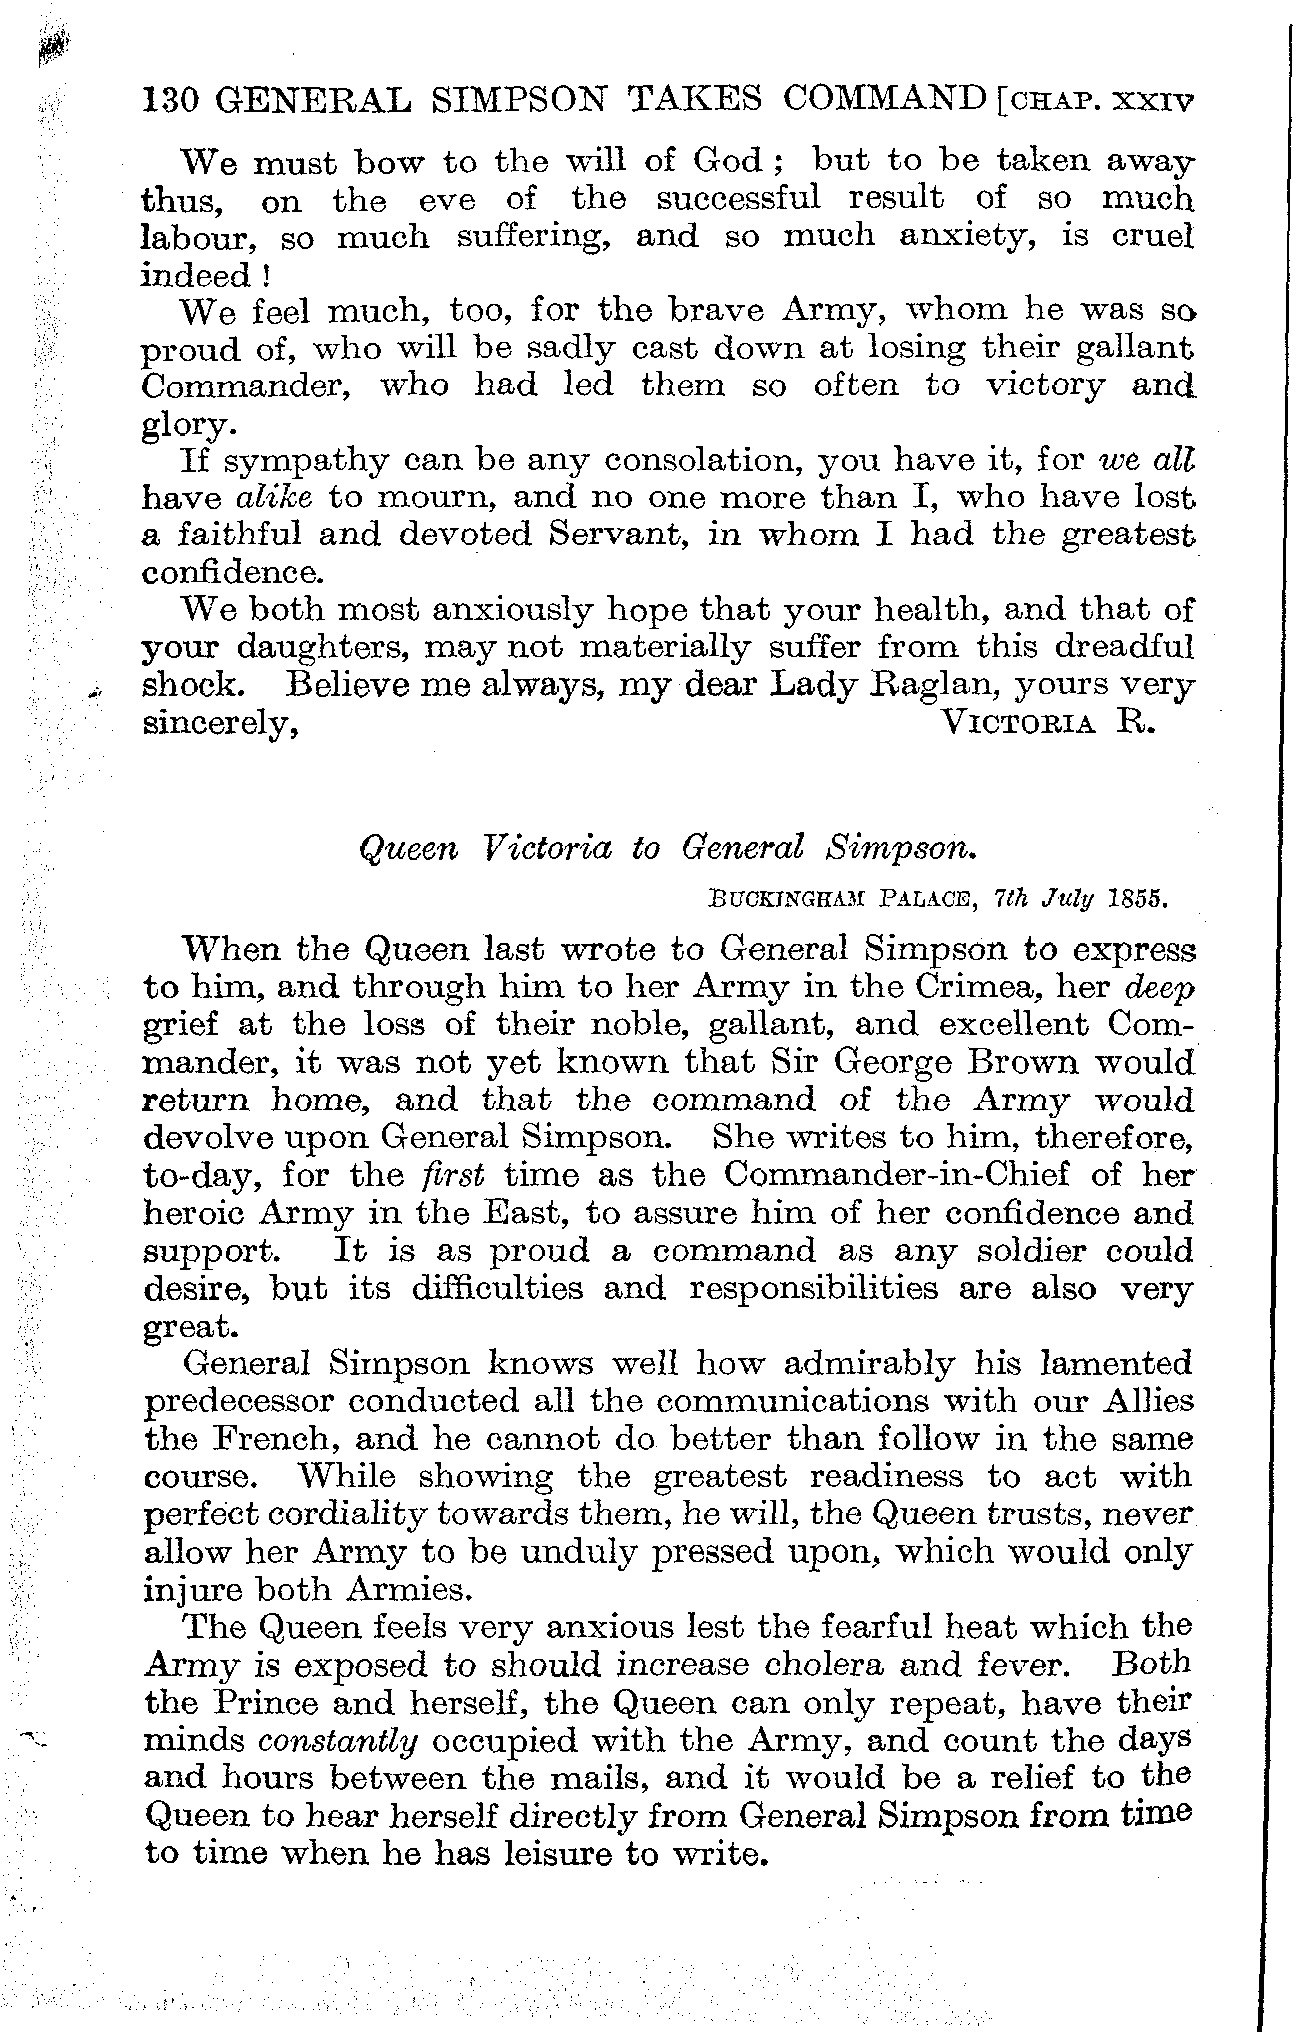 130 GENERAL SIMPSON TAKES COMMAND [CHAP. XXIV
We must bow to the will of God ; but to be taken away
thus, on the eve of the successful result of so much
labour, so much suffering, and so much anxiety, is cruel
indeed !
We feel much, too, for the brave Army, whom he was so
proud of, who will be sadly cast down at losing their gallant
Commander, who had led them so often to victory and
glory.
If sympathy can be any consolation, you have it, for we all
have alike to mourn, and no one more than I, who have lost
a faithful and devoted Servant, in whom I had the greatest
confidence.
We both most anxiously hope that your health, and that of
your daughters, may not materially suffer from this dreadful
shock. Believe me always, my dear Lady Raglan, yours very
sincerely, VICTORIA R.
Queen Victoria to General Simpson.
BUCKINGHAM PALACE, 7th July 1855.
When the Queen last wrote to General Simpson to express
to him, and through him to her Army in the Crimea, her deep
grief at the loss of their noble, gallant, and excellent Com-
mander, it was not yet known that Sir George Brown would
return home, and that the command of the Army would
devolve upon General Simpson. She writes to him, therefore,
to-day, for the first time as the Commander-in-Chief of her
heroic Army in the East, to assure him of her confidence and
support. It is as proud a command as any soldier could
desire, but its difficulties and responsibilities are also very
great.
General Simpson knows well how admirably his lamented
predecessor conducted all the communications with our Allies
the French, and he cannot do better than follow in the same
course. While showing the greatest readiness to act with
perfect cordiality towards them, he will, the Queen trusts, never
allow her Army to be unduly pressed upon, which would only
injure both Armies.
The Queen feels very anxious lest the fearful heat which the
Army is exposed to should increase cholera and fever. Both
the Prince and herself, the Queen can only repeat, have their
minds constantly occupied with the Army, and count the days
and hours between the mails, and it would be a relief to the
Queen to hear herself directly from General Simpson from time
to time when he has leisure to write.